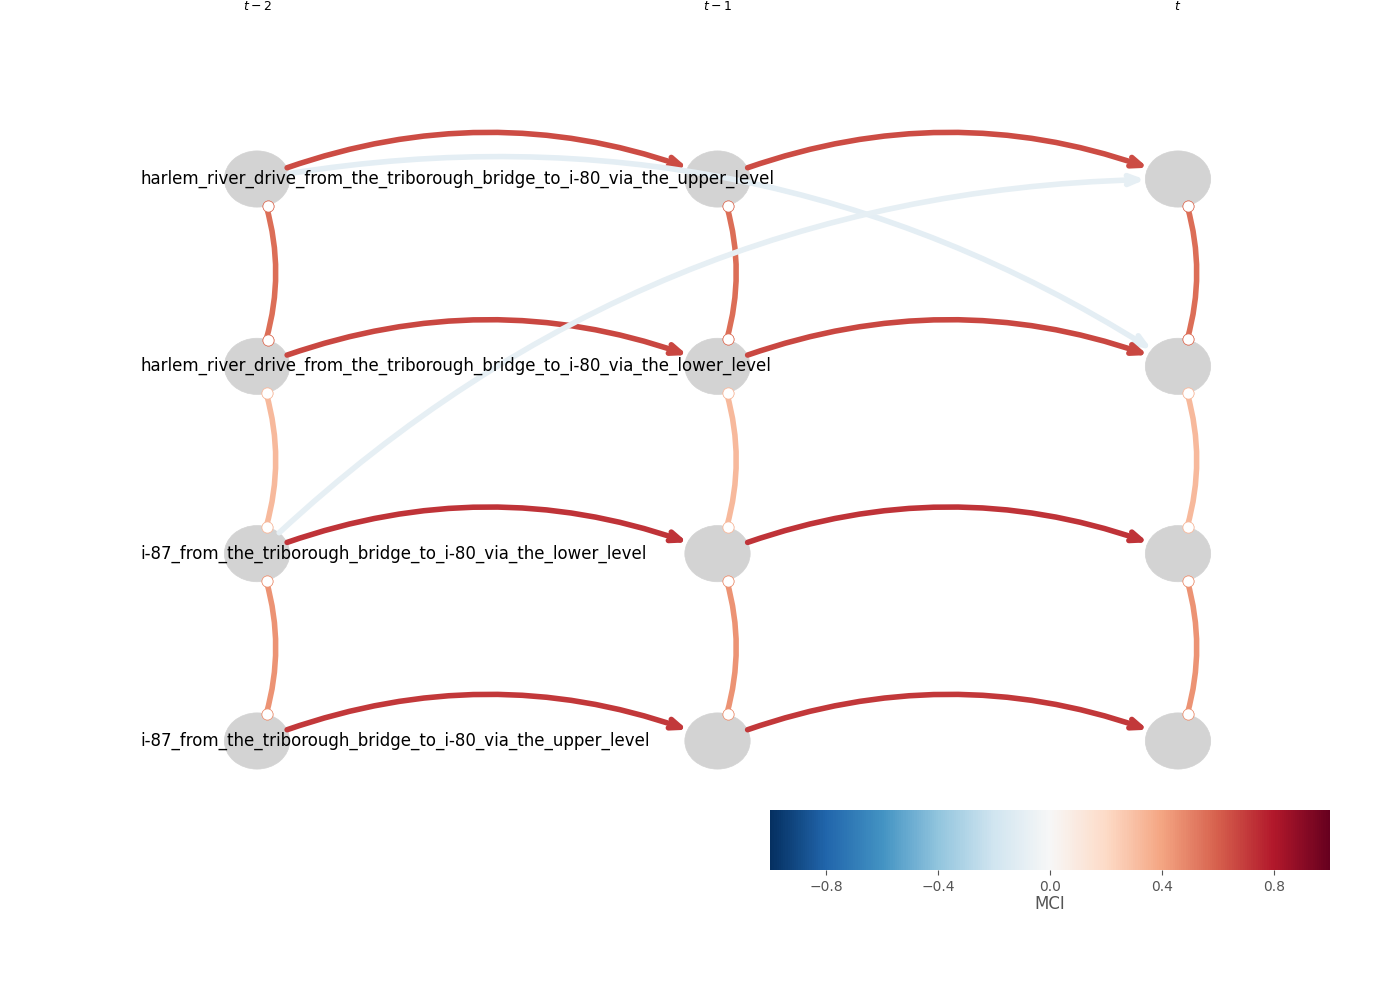 t − 2 t − 1 t
harlem_river_drive_from_the_triborough_bridge_to_i-80_via_the_upper_level
harlem_river_drive_from_the_triborough_bridge_to_i-80_via_the_lower_level
i-87_from_the_triborough_bridge_to_i-80_via_the_lower_level
i-87_from_the_triborough_bridge_to_i-80_via_the_upper_level
−0.8 −0.4 0.0 0.4 0.8
MCI